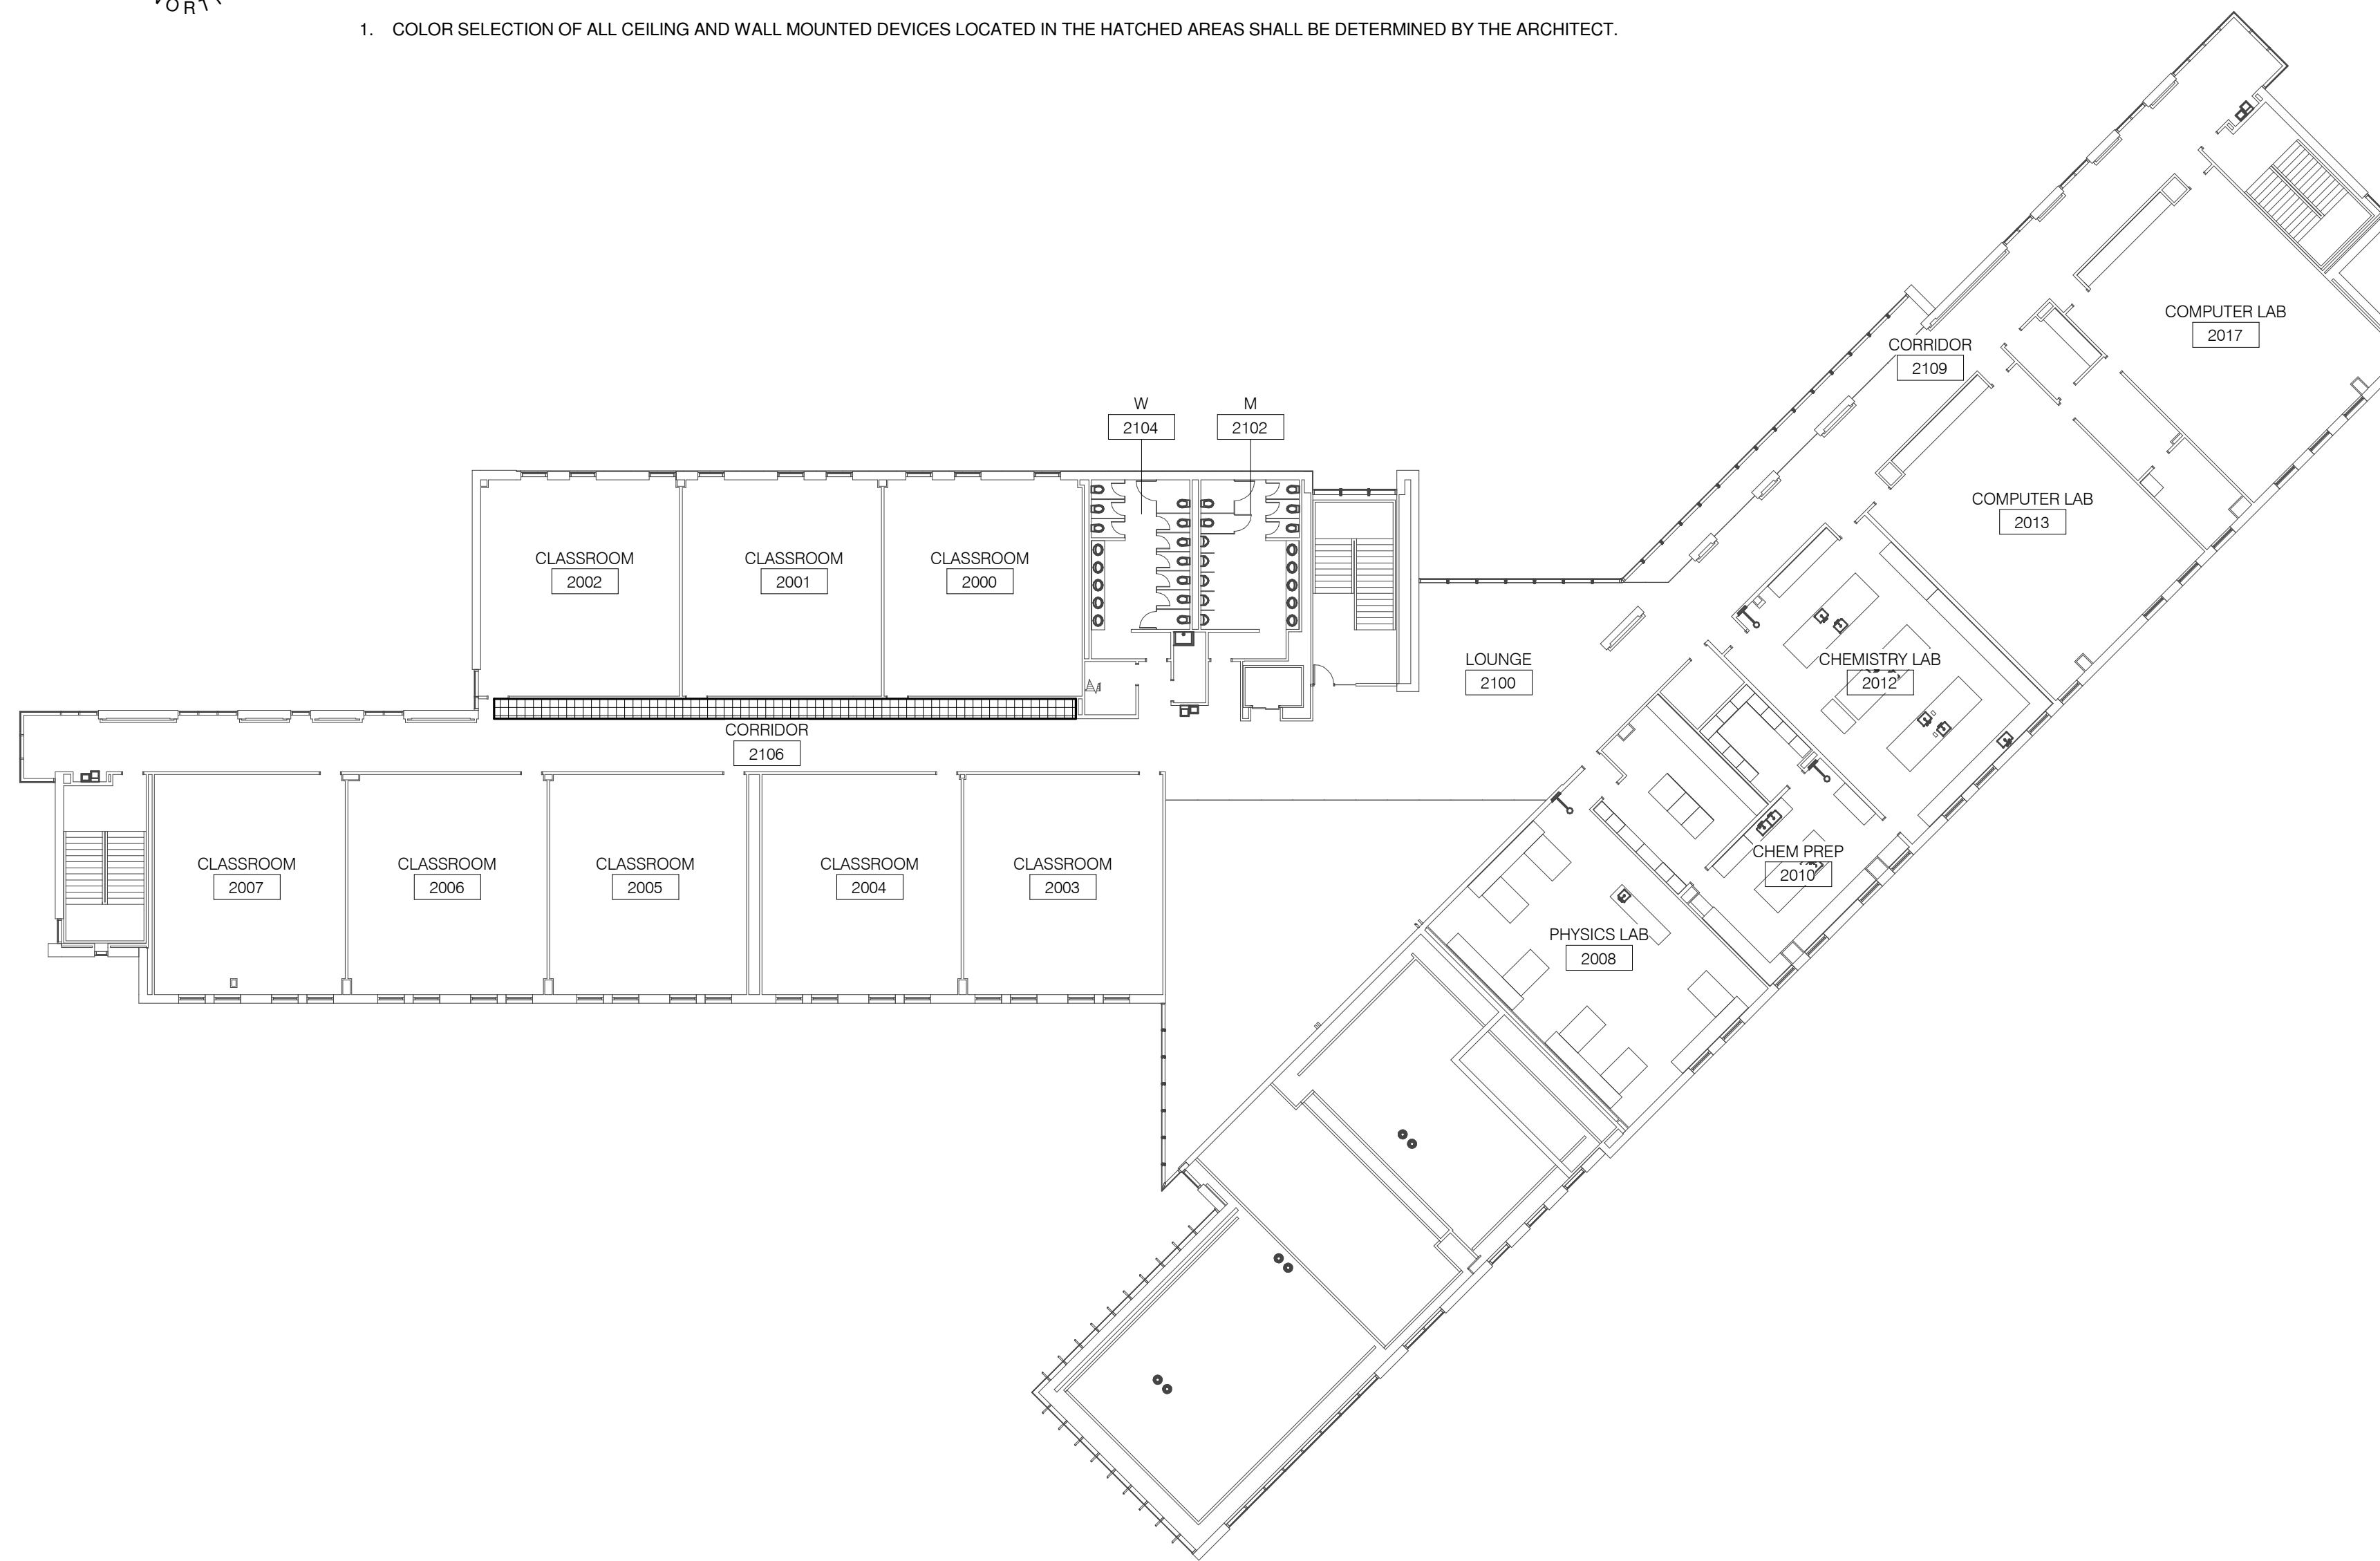 1. COLOR SELECTION OF ALL CEILING AND WALL MOUNTED DEVICES LOCATED IN THE HATCHED AREAS SHALL BE DETERMINED BY THE ARCHITECT.
COMPUTER LAB
2017
CORRIDOR
2109
W
2104
M
2102
COMPUTER LAB
2013
CLASSROOM
2002
CLASSROOM
2001
CLASSROOM
2000
LOUNGE
2100
CHEMISTRY LAB
2012
CORRIDOR
2106
CLASSROOM
2007
CLASSROOM
2006
CLASSROOM
2005
CLASSROOM
2004
CLASSROOM
2003
CHEM PREP
2010
PHYSICS LAB
2008